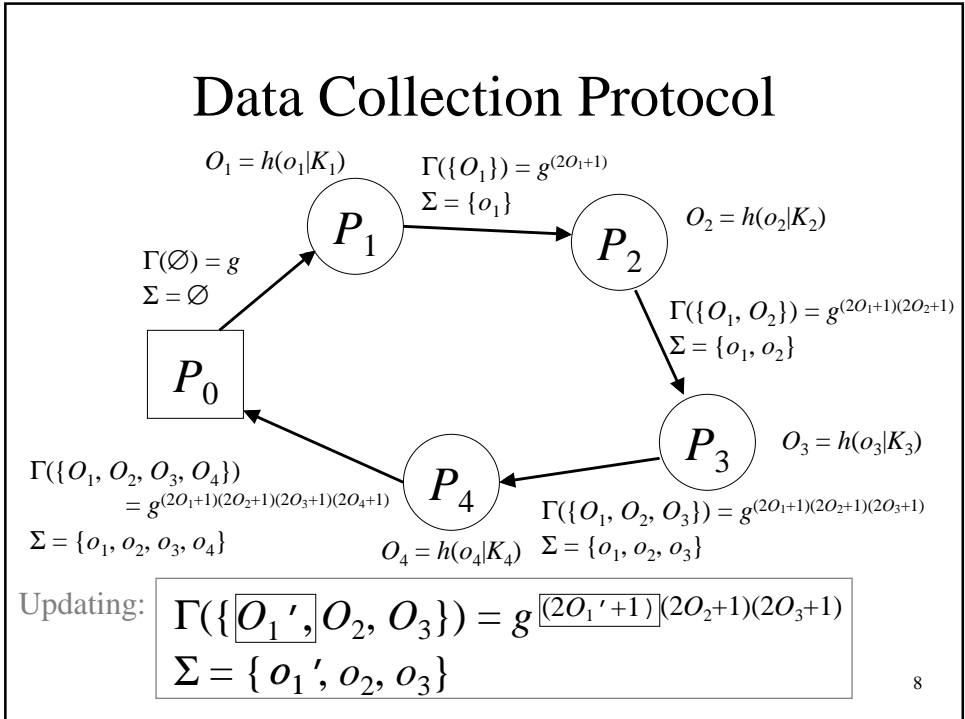 Data Collection Protocol
O₁ = h(o₁|K₁)
Γ({O₁}) = g^(2O₁+1)
Σ = {o₁}
P₁
P₂
O₂ = h(o₂|K₂)
Γ(∅) = g
Σ = ∅
Γ({O₁, O₂}) = g^(2O₁+1)(2O₂+1)
Σ = {o₁, o₂}
P₀
P₃
O₃ = h(o₃|K₃)
Γ({O₁, O₂, O₃, O₄})
= g^(2O₁+1)(2O₂+1)(2O₃+1)(2O₄+1)
Σ = {o₁, o₂, o₃, o₄}
P₄
O₄ = h(o₄|K₄)
Γ({O₁, O₂, O₃}) = g^(2O₁+1)(2O₂+1)(2O₃+1)
Σ = {o₁, o₂, o₃}
Updating:
Γ({O₁′, O₂, O₃}) = g^(2O₁′+1)(2O₂+1)(2O₃+1)
Σ = {o₁′, o₂, o₃}
8